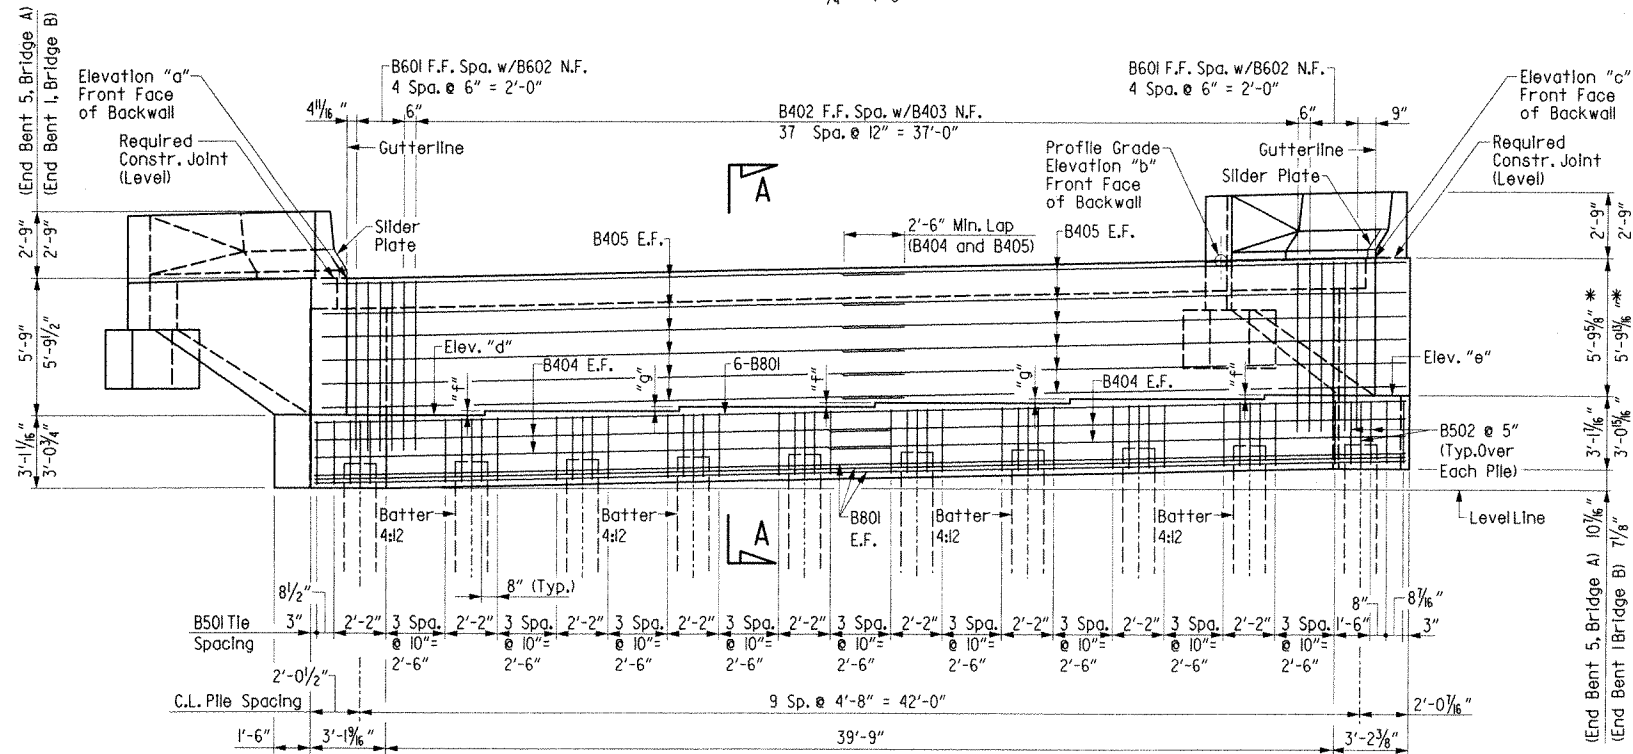 (End Bent 5, Bridge A)
(End Bent 1, Bridge B)
B601 F.F. Spa. w/B602 N.F.
4 Spa. @ 6" = 2'-0"
B601 F.F. Spa. w/B602 N.F.
4 Spa. @ 6" = 2'-0"
Elevation "a"
Front Face
of Backwall
Elevation "c"
Front Face
of Backwall
4 11/16 "
6"
B402 F.F. Spa. w/B403 N.F.
37 Spa. @ 12" = 37'-0"
6"
9"
Required
Constr. Joint
(Level)
Gutterline
Profile Grade
Elevation "b"
Front Face
of Backwall
Gutterline
Slider Plate
Required
Constr. Joint
(Level)
A
2'-9"
2'-9"
Slider
Plate
B405 E.F.
2'-6" Min. Lap
(B404 and B405)
B405 E.F.
2'-9"
2'-9"
5'-9"
5'-9 1/2"
5'-9 5/8" *
5'-9 13/16" *
Elev. "d"
B404 E.F.
"g"
6-B801
"f"
"g"
B404 E.F.
"f"
Elev. "e"
"f"
3'-1 1/16"
3'-0 3/4"
3'-1 7/16"
3'-0 15/16"
B502 @ 5"
(Typ. Over
Each Pile)
Batter
4:12
Batter
4:12
B801
E.F.
Batter
4:12
Batter
4:12
Level Line
A
10 7/16"
7 1/8"
(End Bent 5, Bridge A)
(End Bent 1 Bridge B)
8 1/2"
8" (Typ.)
8"
8 7/16"
B501 Tie
Spacing
3"
2'-2"
3 Spa.
@ 10"=
2'-6"
2'-2"
3 Spa.
@ 10"=
2'-6"
2'-2"
3 Spa.
@ 10"=
2'-6"
2'-2"
3 Spa.
@ 10"=
2'-6"
2'-2"
3 Spa.
@ 10"=
2'-6"
2'-2"
3 Spa.
@ 10"=
2'-6"
2'-2"
3 Spa.
@ 10"=
2'-6"
2'-2"
3 Spa.
@ 10"=
2'-6"
2'-2"
3 Spa.
@ 10"=
2'-6"
1'-6"
3"
2'-0 1/2"
C.L. Pile Spacing
9 Sp. @ 4'-8" = 42'-0"
2'-0 7/16"
1'-6"
3'-1 9/16"
39'-9"
3'-2 3/8"